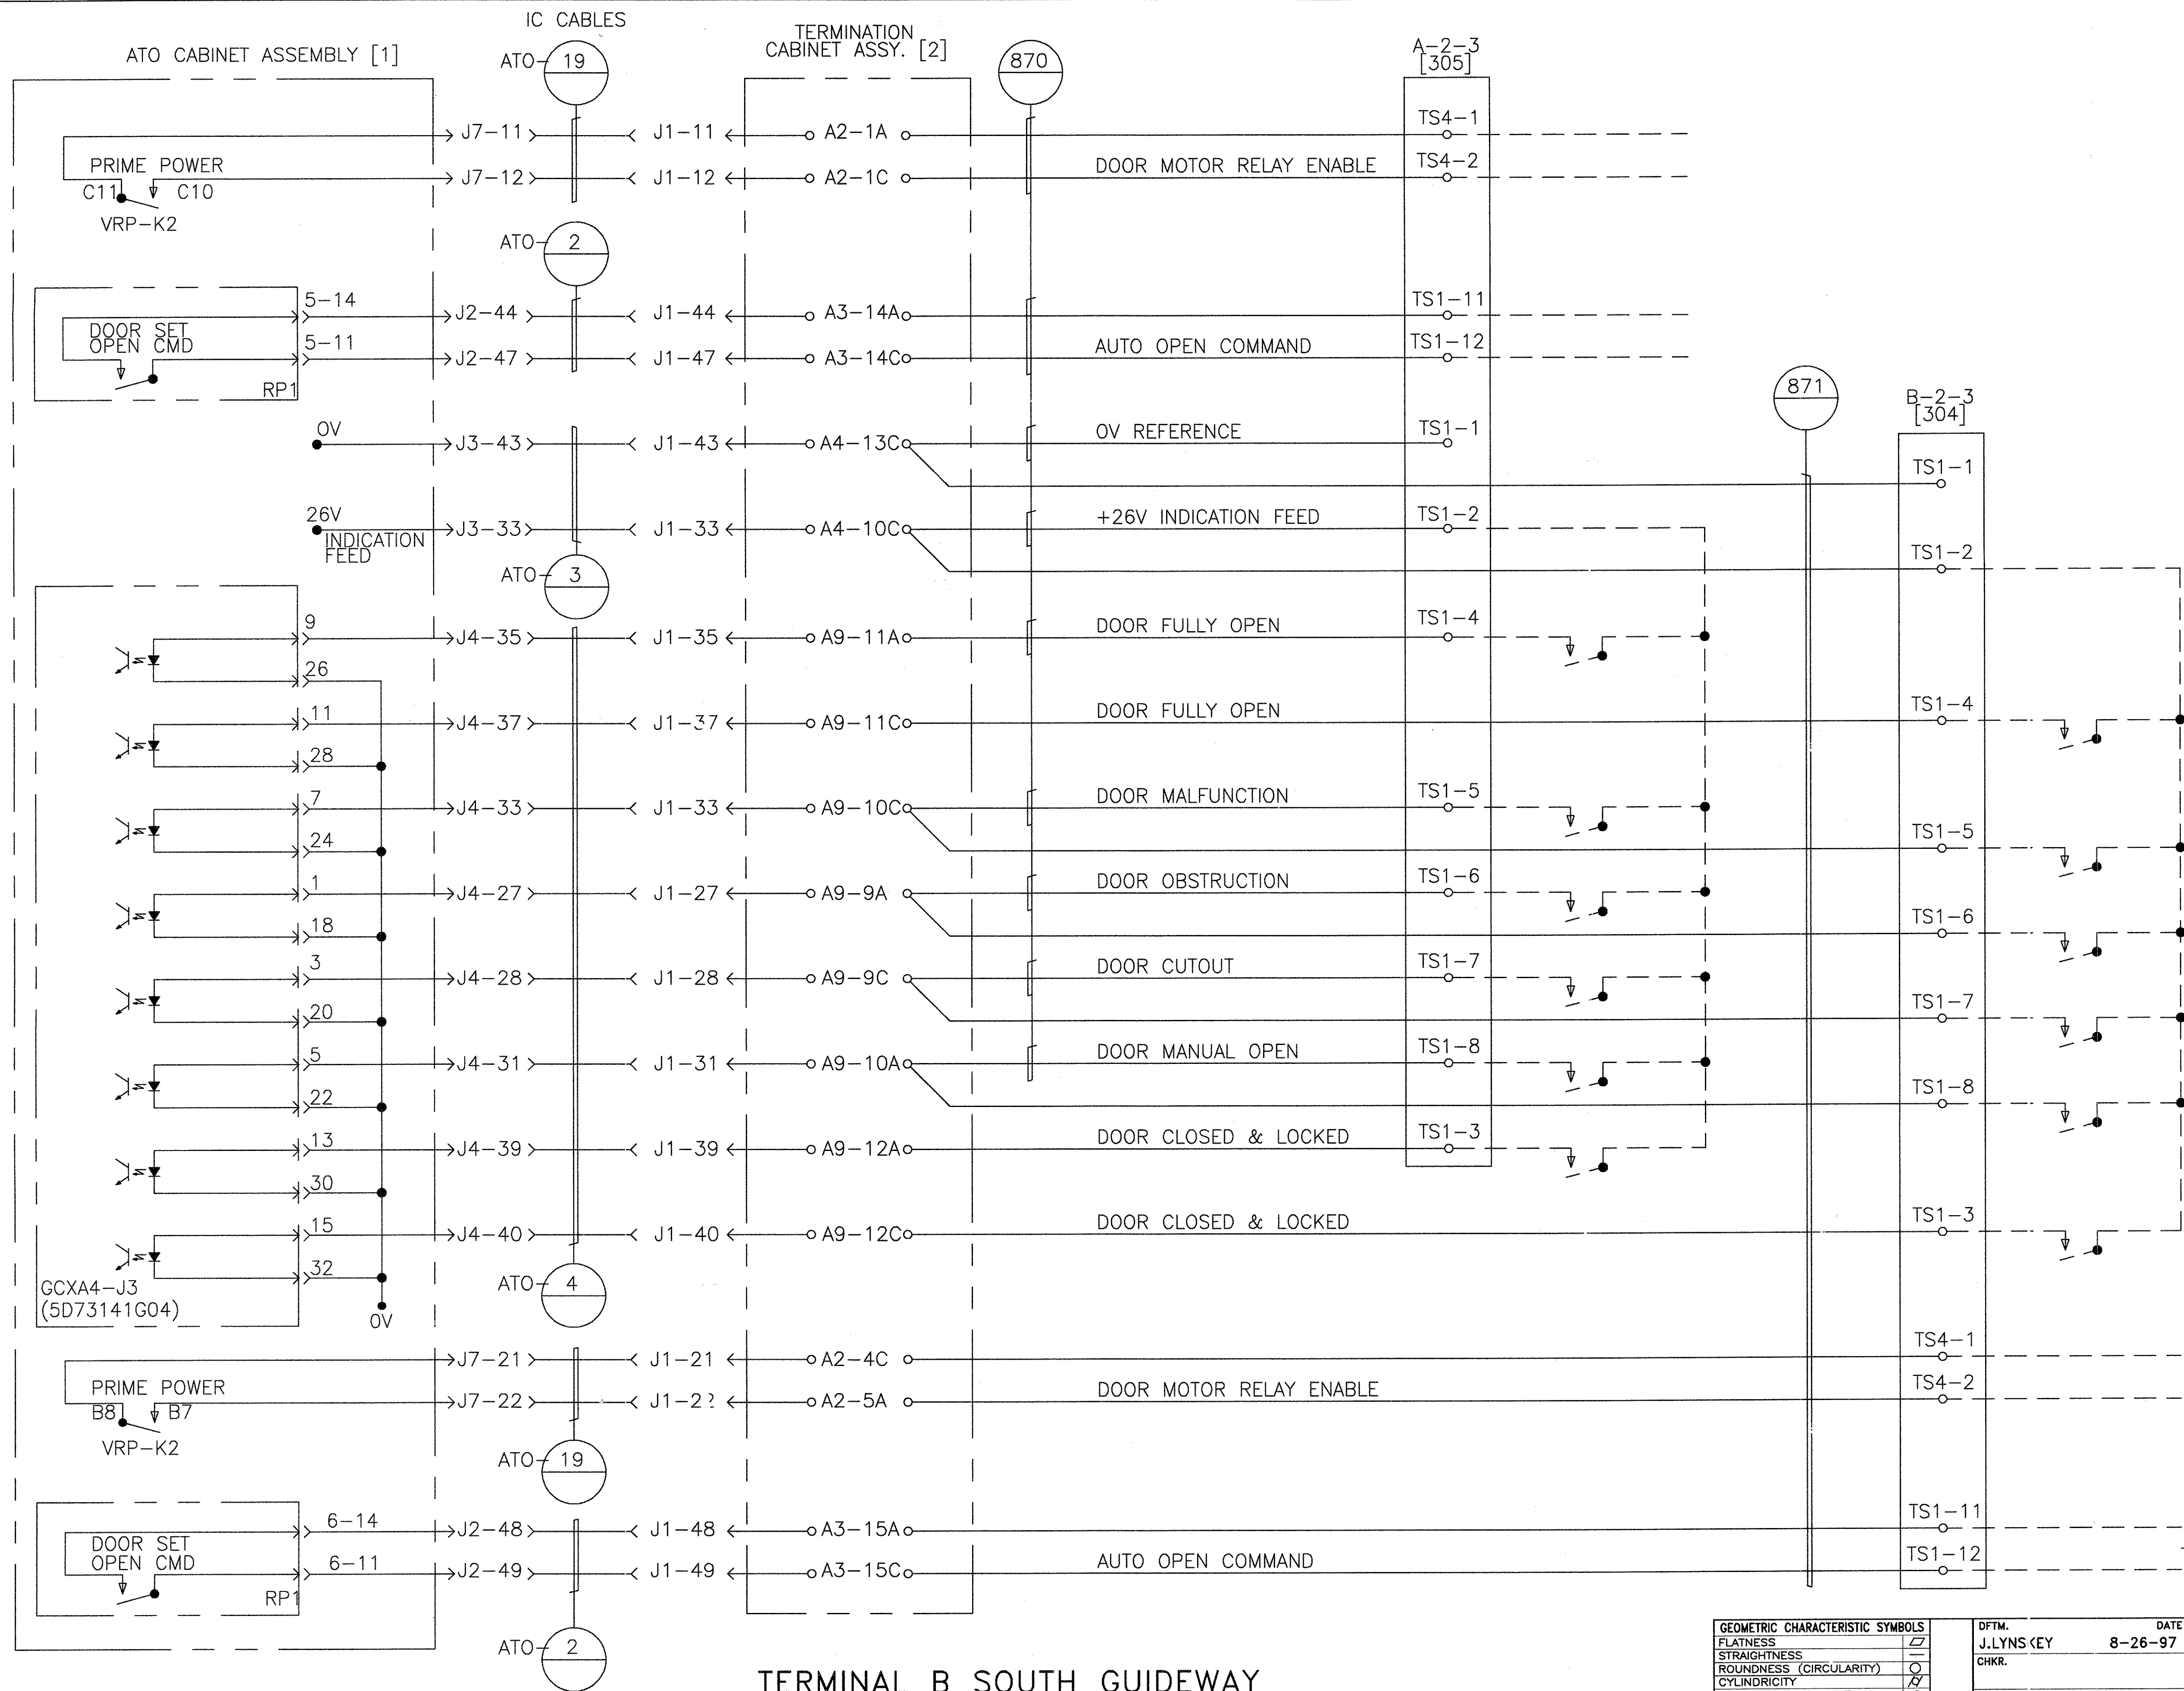 IC CABLES
ATO CABINET ASSEMBLY [1]
ATO 19
TERMINATION
CABINET ASSY. [2]
870
A-2-3
[305]
J7-11 J1-11 A2-1A TS4-1
PRIME POWER
C11 C10
VRP-K2
J7-12 J1-12 A2-1C DOOR MOTOR RELAY ENABLE TS4-2
ATO 2
5-14 J2-44 J1-44 A3-14A TS1-11
DOOR SET
OPEN CMD
5-11 J2-47 J1-47 A3-14C AUTO OPEN COMMAND TS1-12
RP1
871
B-2-3
[304]
0V J3-43 J1-43 A4-13C 0V REFERENCE TS1-1
TS1-1
26V J3-33 J1-33 A4-10C +26V INDICATION FEED TS1-2
INDICATION
FEED
TS1-2
ATO 3
9 J4-35 J1-35 A9-11A DOOR FULLY OPEN TS1-4
26
11 J4-37 J1-37 A9-11C DOOR FULLY OPEN TS1-4
28
7 J4-33 J1-33 A9-10C DOOR MALFUNCTION TS1-5
24 TS1-5
1 J4-27 J1-27 A9-9A DOOR OBSTRUCTION TS1-6
18 TS1-6
3 J4-28 J1-28 A9-9C DOOR CUTOUT TS1-7
20 TS1-7
5 J4-31 J1-31 A9-10A DOOR MANUAL OPEN TS1-8
22 TS1-8
13 J4-39 J1-39 A9-12A DOOR CLOSED & LOCKED TS1-3
30
15 J4-40 J1-40 A9-12C DOOR CLOSED & LOCKED TS1-3
32
GCXA4-J3
(5D73141G04)
0V
ATO 4
J7-21 J1-21 A2-4C TS4-1
PRIME POWER
B8 B7
VRP-K2
J7-22 J1-22 A2-5A DOOR MOTOR RELAY ENABLE TS4-2
ATO 19
6-14 J2-48 J1-48 A3-15A TS1-11
DOOR SET
OPEN CMD
6-11 J2-49 J1-49 A3-15C AUTO OPEN COMMAND TS1-12
RP1
ATO 2
TERMINAL B SOUTH GUIDEWAY
GEOMETRIC CHARACTERISTIC SYMBOLS
FLATNESS
STRAIGHTNESS
ROUNDNESS (CIRCULARITY)
CYLINDRICITY
DFTM. DATE
J.LYNSKEY 8-26-97
CHKR.